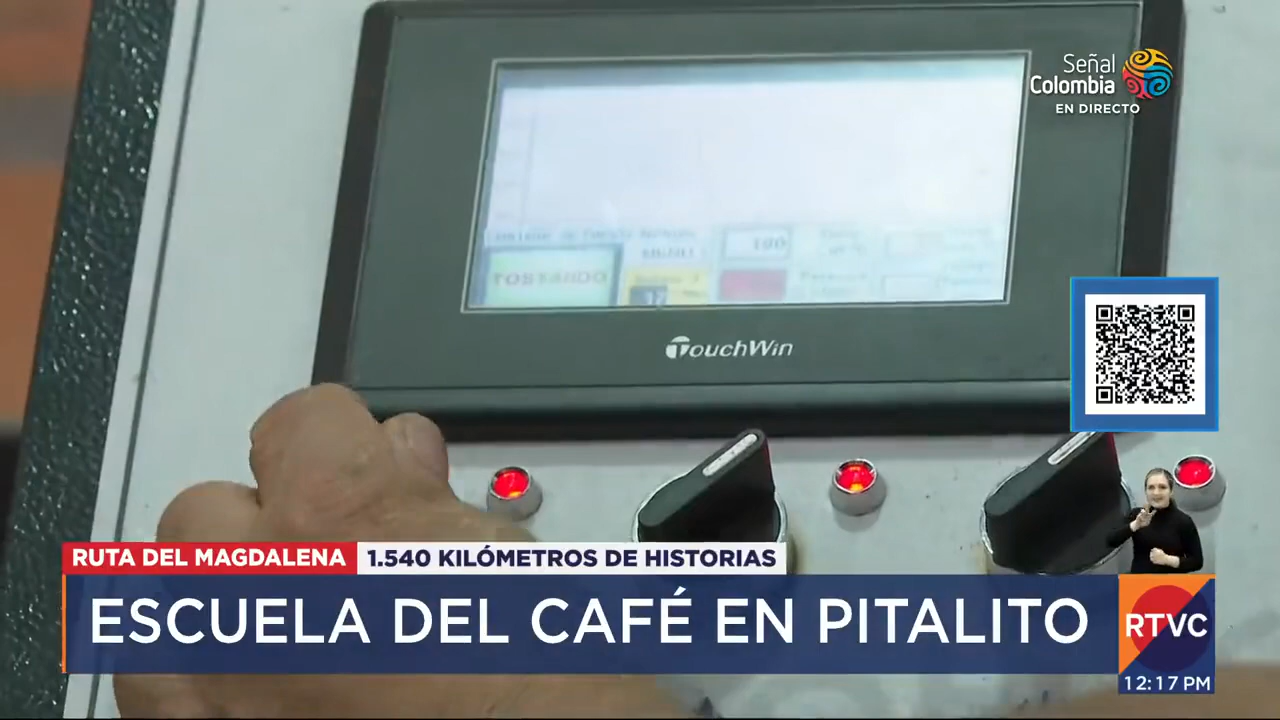 Señal
Colombia
EN DIRECTO
TOSTANDO
MENU
100
TouchWin
RUTA DEL MAGDALENA 1.540 KILÓMETROS DE HISTORIAS
ESCUELA DEL CAFÉ EN PITALITO
RTVC
12:17 PM